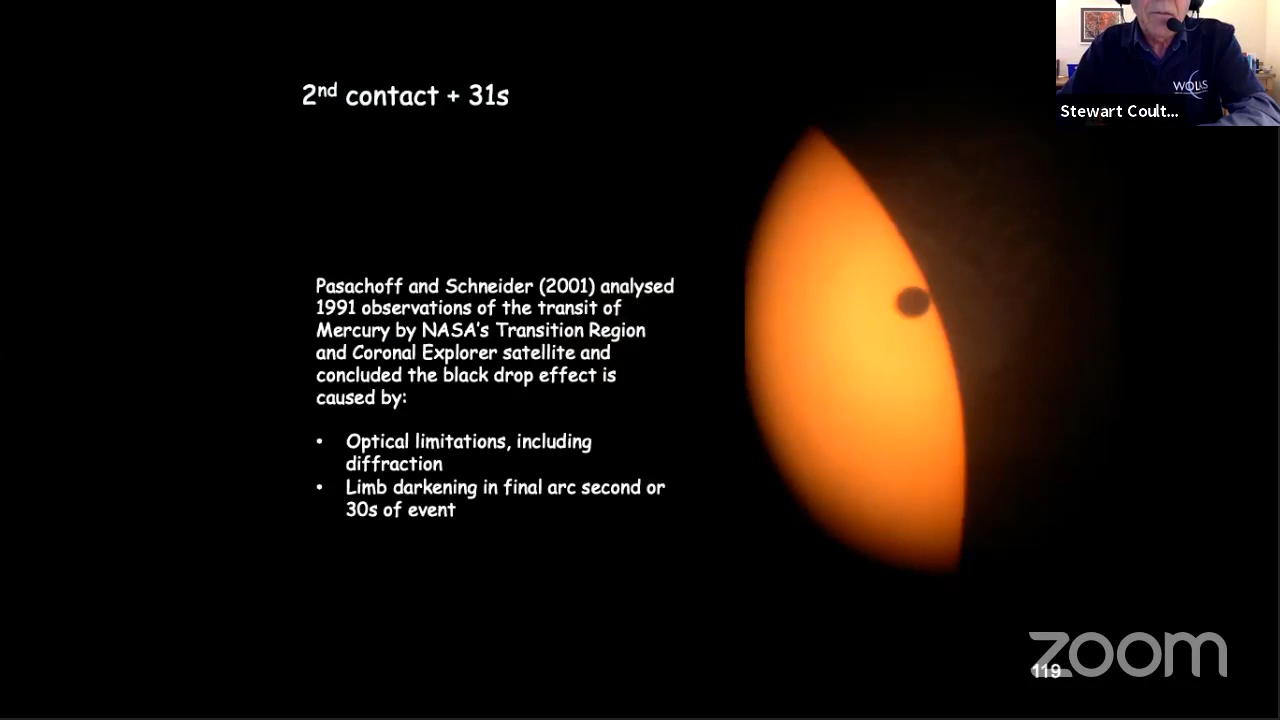 2nd contact + 31s
WOLAS
Stewart Coult...
Pasachoff and Schneider (2001) analysed
1991 observations of the transit of
Mercury by NASA's Transition Region
and Coronal Explorer satellite and
concluded the black drop effect is
caused by:
• Optical limitations, including
diffraction
• Limb darkening in final arc second or
30s of event
zoom
119